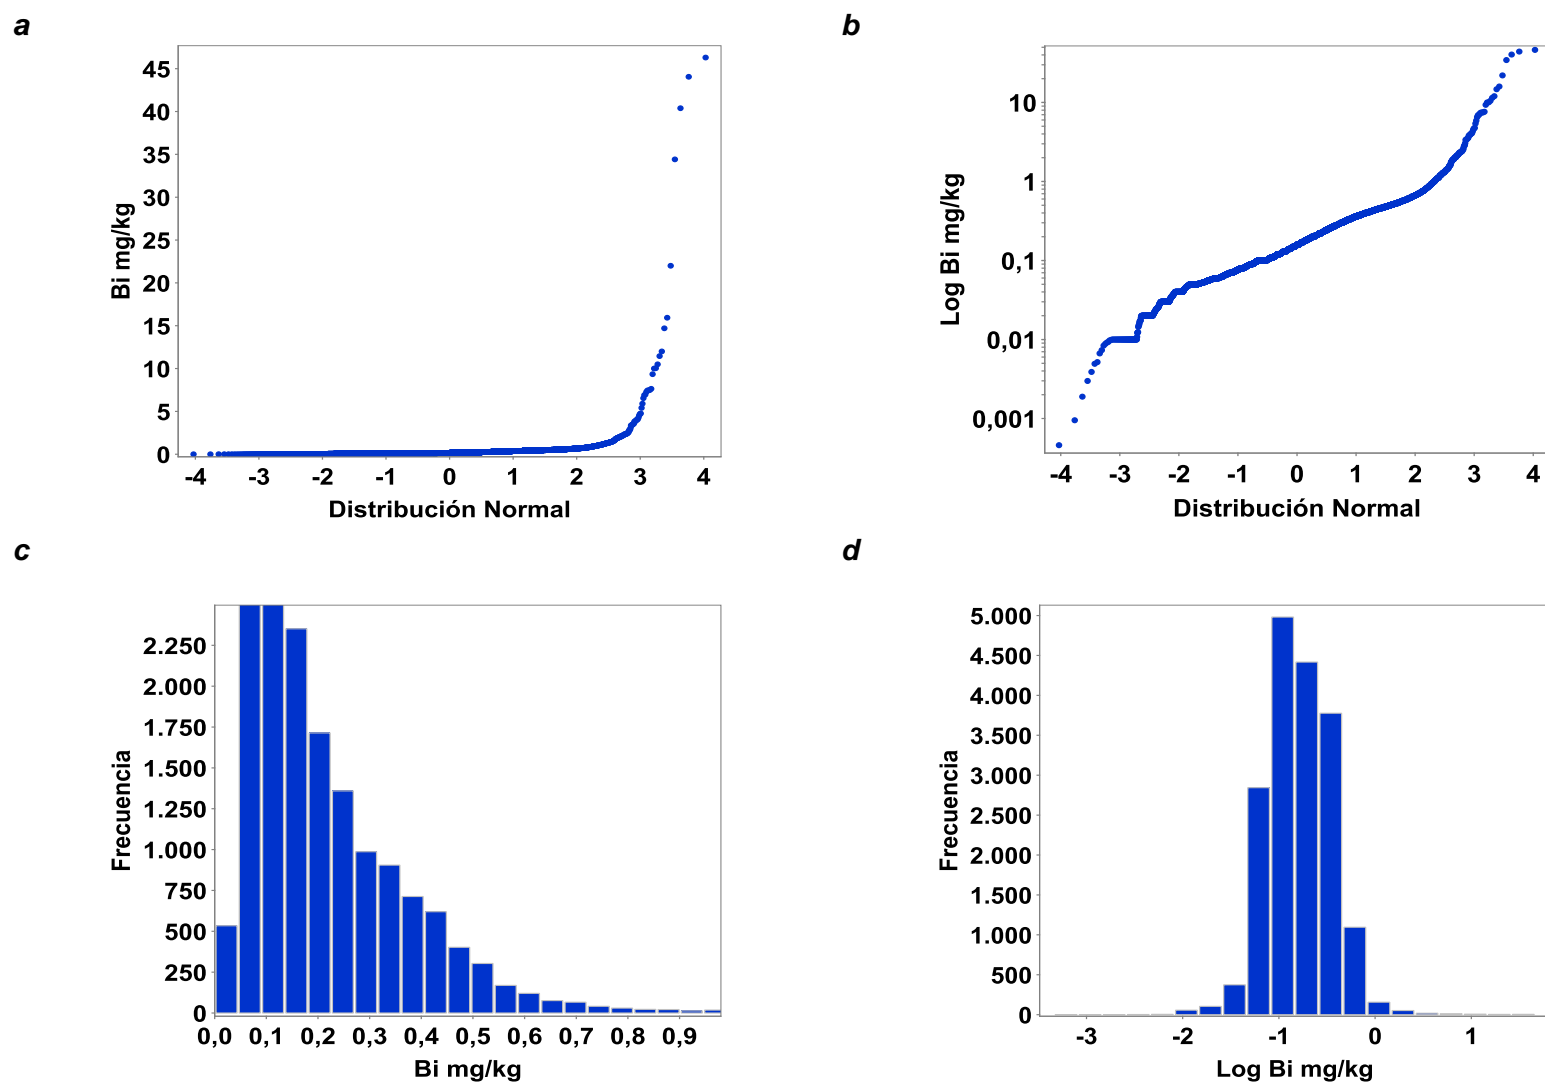 a
45
40
35
30
25
20
15
10
5
0
Bi mg/kg
-4 -3 -2 -1 0 1 2 3 4
Distribución Normal
b
10
1
0,1
0,01
0,001
Log Bi mg/kg
-4 -3 -2 -1 0 1 2 3 4
Distribución Normal
c
2.250
2.000
1.750
1.500
1.250
1.000
750
500
250
0
Frecuencia
0,0 0,1 0,2 0,3 0,4 0,5 0,6 0,7 0,8 0,9
Bi mg/kg
d
5.000
4.500
4.000
3.500
3.000
2.500
2.000
1.500
1.000
500
0
Frecuencia
-3 -2 -1 0 1
Log Bi mg/kg